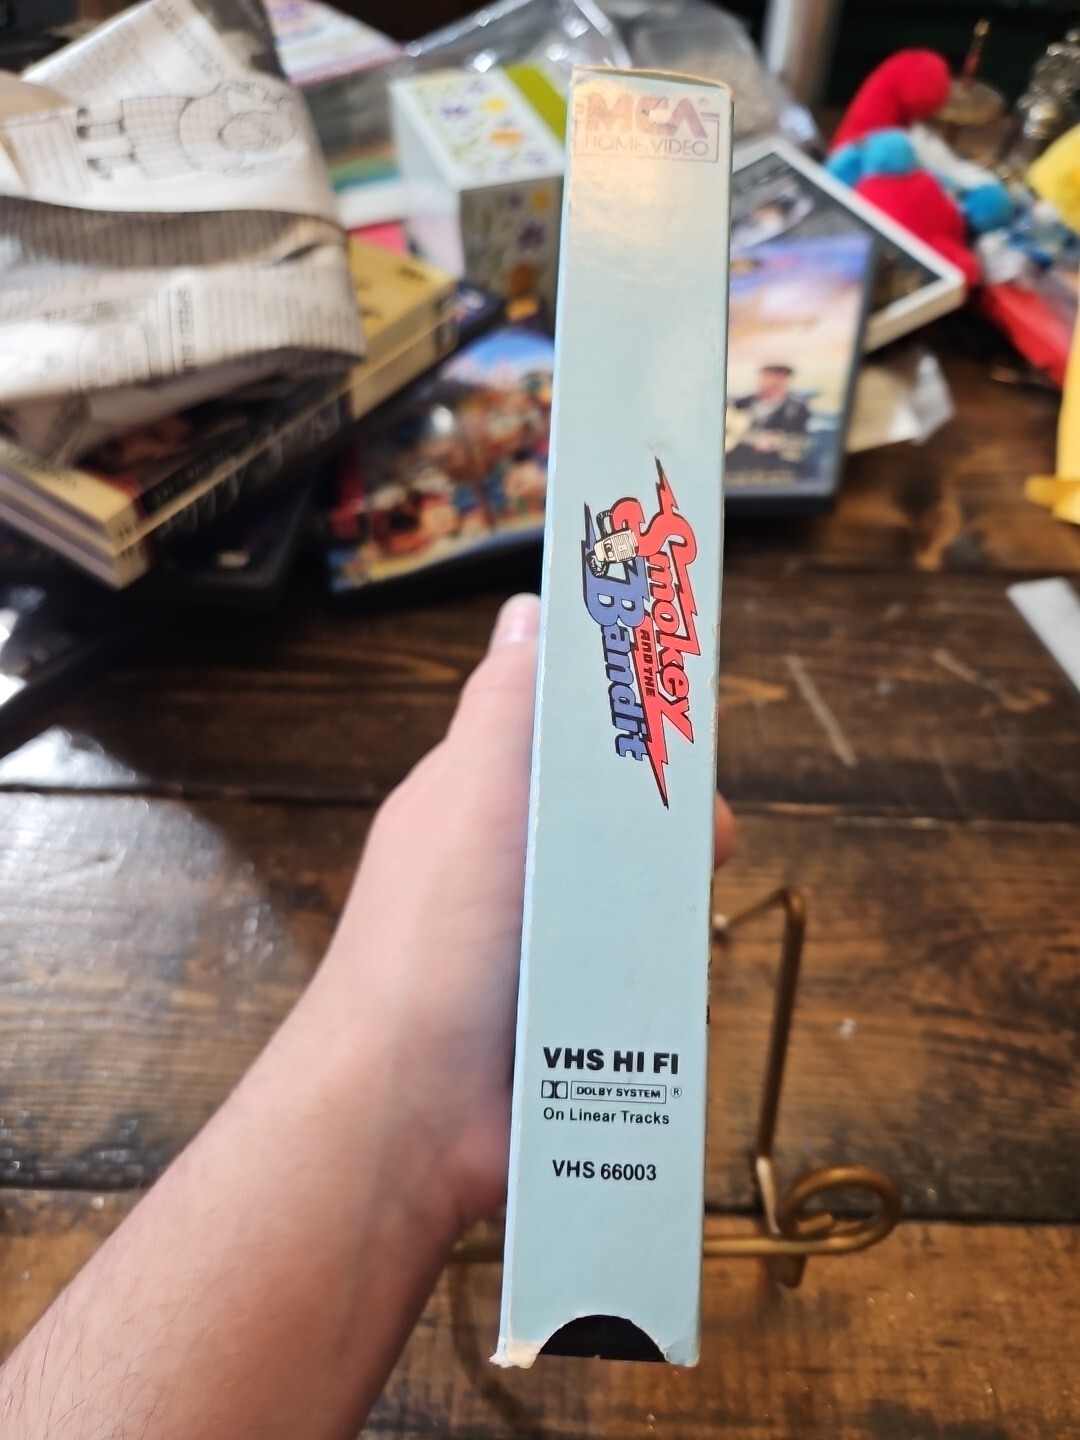 MCA
HOME VIDEO
Smokey
AND THE
Bandit
VHS HI FI
DOLBY SYSTEM ®
On Linear Tracks
VHS 66003